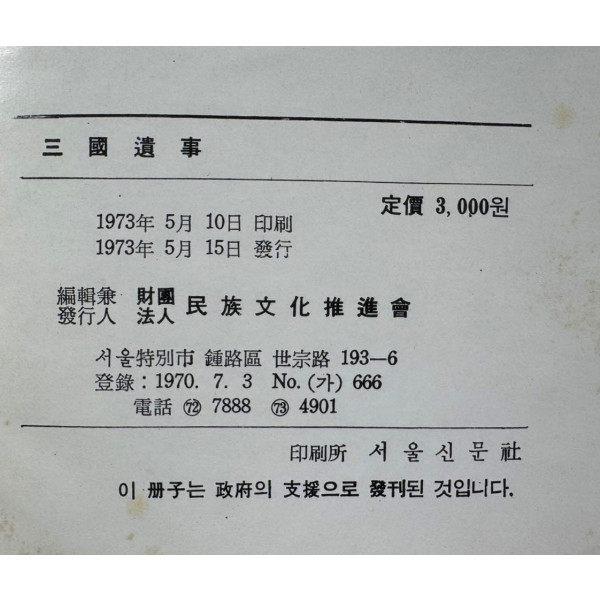 三國遺事
定價 3,000원
1973年 5月 10日 印刷
1973年 5月 15日 發行
編輯兼 財團
發行人 法人 民族文化推進會
서울特別市 鍾路區 世宗路 193—6
登錄 : 1970. 7. 3 No. (가) 666
電話 ㉒ 7888 ㉓ 4901
印刷所 서울신문社
이 册子는 政府의 支援으로 發刊된 것입니다.